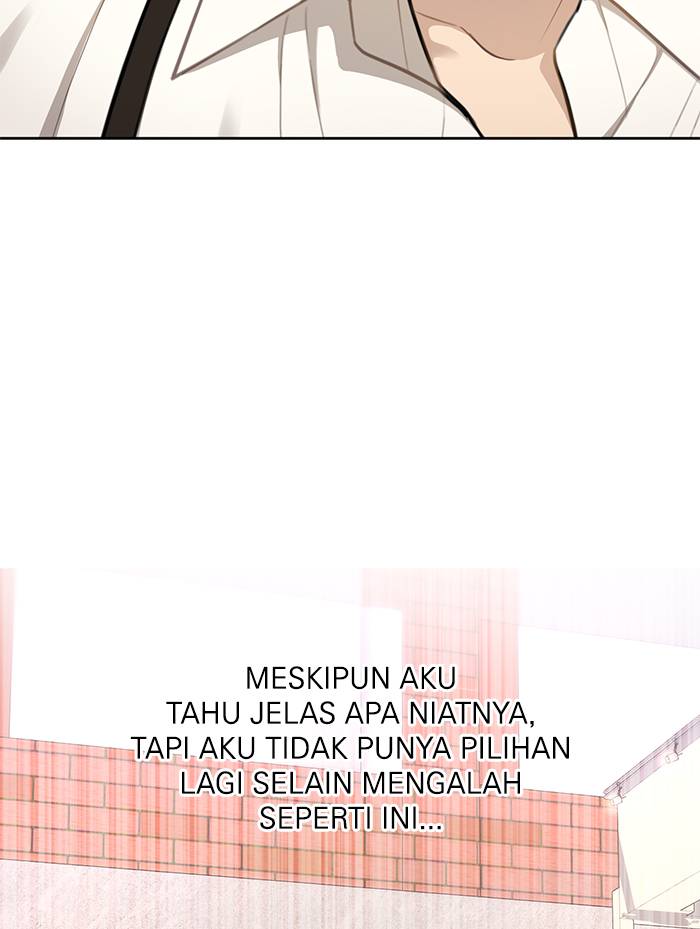 MESKIPUN AKU
TAHU JELAS APA NIATNYA,
TAPI AKU TIDAK PUNYA PILIHAN
LAGI SELAIN MENGALAH
SEPERTI INI...